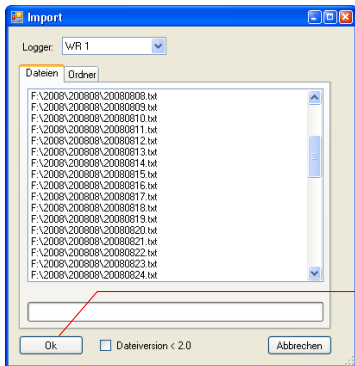 Import
Logger: WR 1
Dateien Ordner
F:\2008\200808\20080808.txt
F:\2008\200808\20080809.txt
F:\2008\200808\20080810.txt
F:\2008\200808\20080811.txt
F:\2008\200808\20080812.txt
F:\2008\200808\20080813.txt
F:\2008\200808\20080814.txt
F:\2008\200808\20080815.txt
F:\2008\200808\20080816.txt
F:\2008\200808\20080817.txt
F:\2008\200808\20080818.txt
F:\2008\200808\20080819.txt
F:\2008\200808\20080820.txt
F:\2008\200808\20080821.txt
F:\2008\200808\20080822.txt
F:\2008\200808\20080823.txt
F:\2008\200808\20080824.txt
Ok Dateiversion < 2.0 Abbrechen